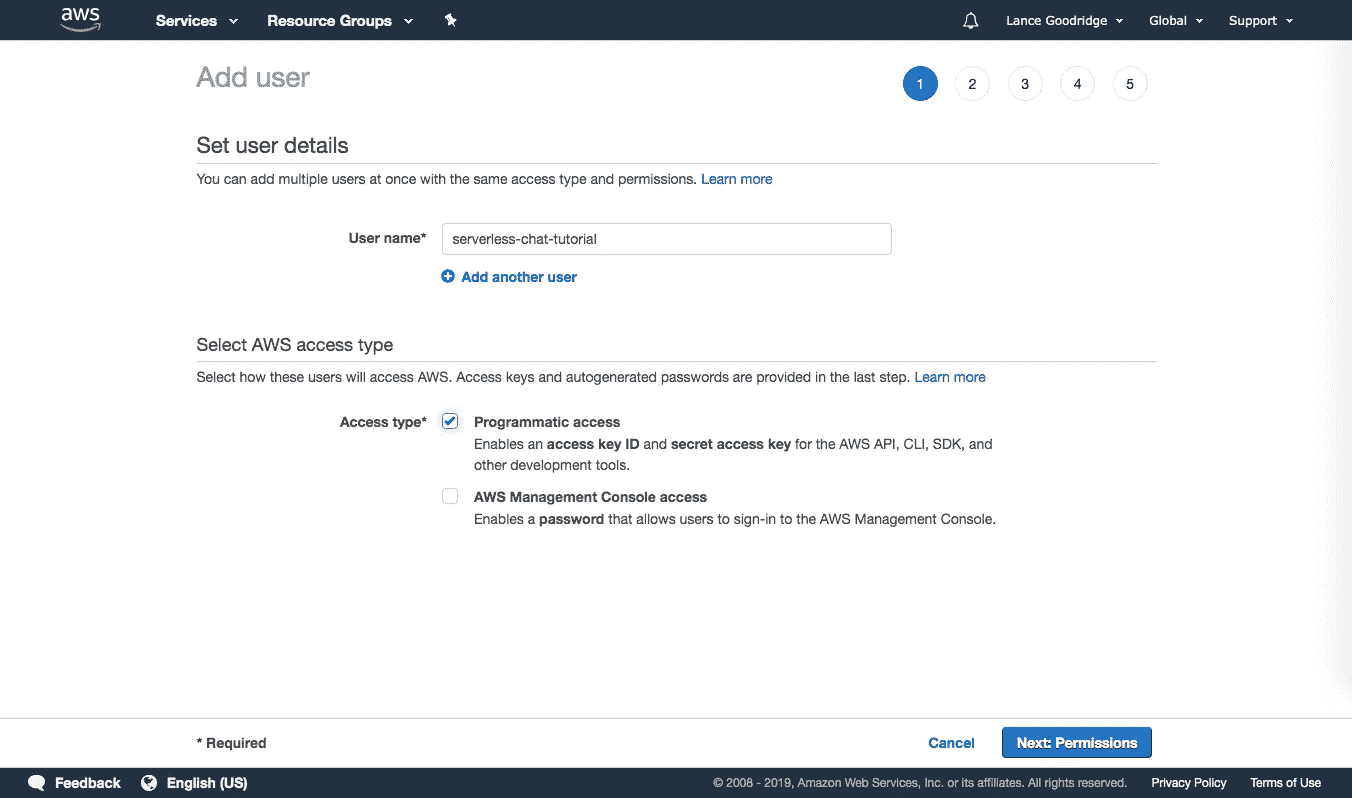 aws Services Resource Groups Lance Goodridge Global Support
Add user
1 2 3 4 5
Set user details
You can add multiple users at once with the same access type and permissions. Learn more
User name* serverless-chat-tutorial
Add another user
Select AWS access type
Select how these users will access AWS. Access keys and autogenerated passwords are provided in the last step. Learn more
Access type* Programmatic access
Enables an access key ID and secret access key for the AWS API, CLI, SDK, and
other development tools.
AWS Management Console access
Enables a password that allows users to sign-in to the AWS Management Console.
* Required Cancel Next: Permissions
Feedback English (US) © 2008 - 2019, Amazon Web Services, Inc. or its affiliates. All rights reserved. Privacy Policy Terms of Use